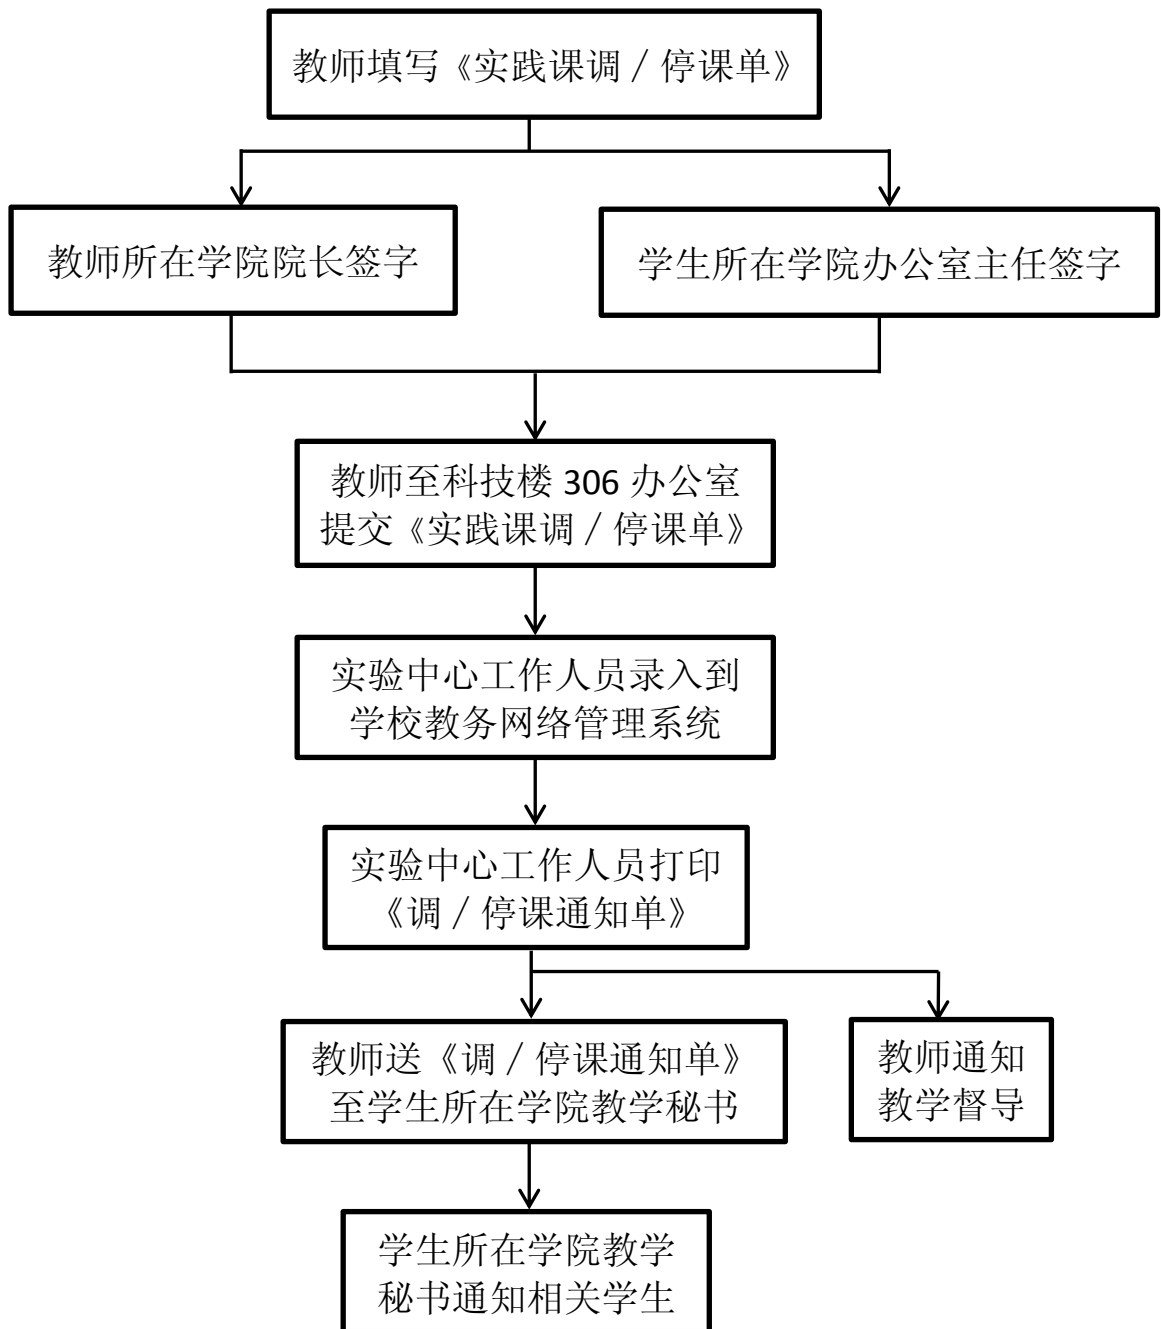 教师填写《实践课调／停课单》
教师所在学院院长签字
学生所在学院办公室主任签字
教师至科技楼 306 办公室
提交《实践课调／停课单》
实验中心工作人员录入到
学校教务网络管理系统
实验中心工作人员打印
《调／停课通知单》
教师送《调／停课通知单》
至学生所在学院教学秘书
教师通知
教学督导
学生所在学院教学
秘书通知相关学生